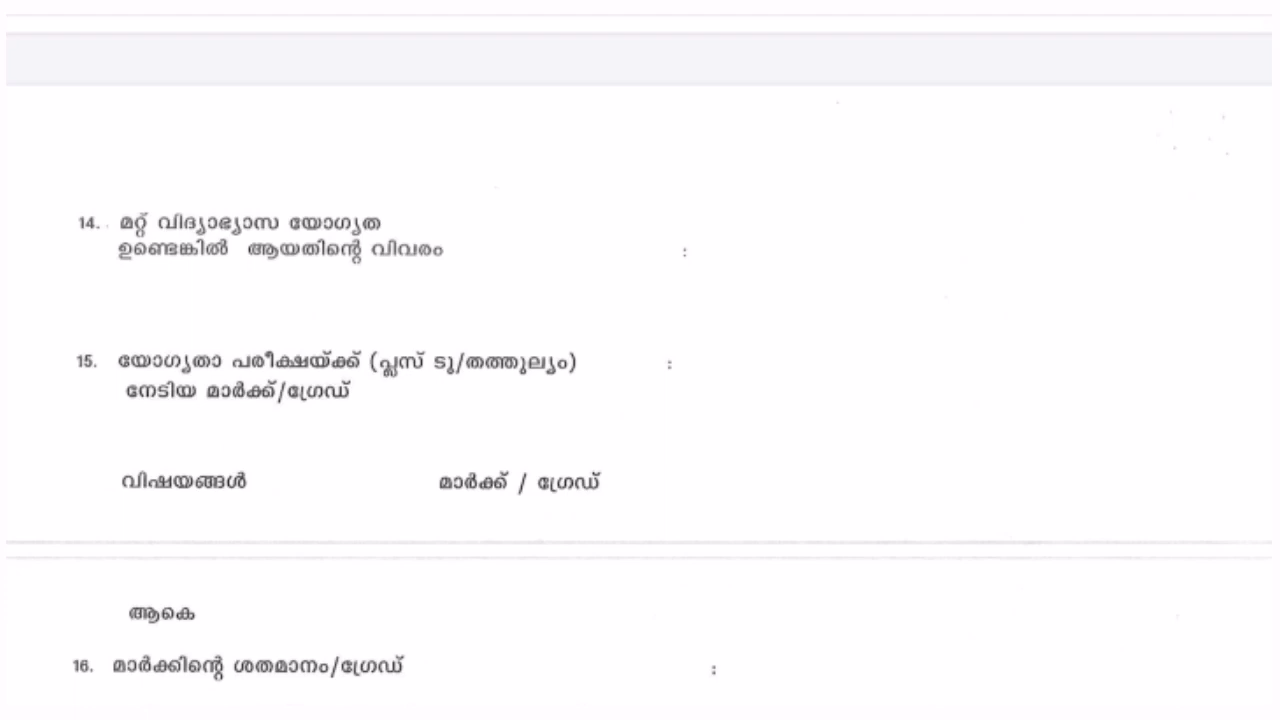 14. മറ്റ് വിദ്യാഭ്യാസ യോഗ്യത
ഉണ്ടെങ്കിൽ ആയതിന്റെ വിവരം :
15. യോഗ്യതാ പരീക്ഷയ്ക്ക് (പ്ലസ് ടു/തത്തുല്യം) :
നേടിയ മാർക്ക്/ഗ്രേഡ്
വിഷയങ്ങൾ മാർക്ക് / ഗ്രേഡ്
ആകെ
16. മാർക്കിന്റെ ശതമാനം/ഗ്രേഡ് :